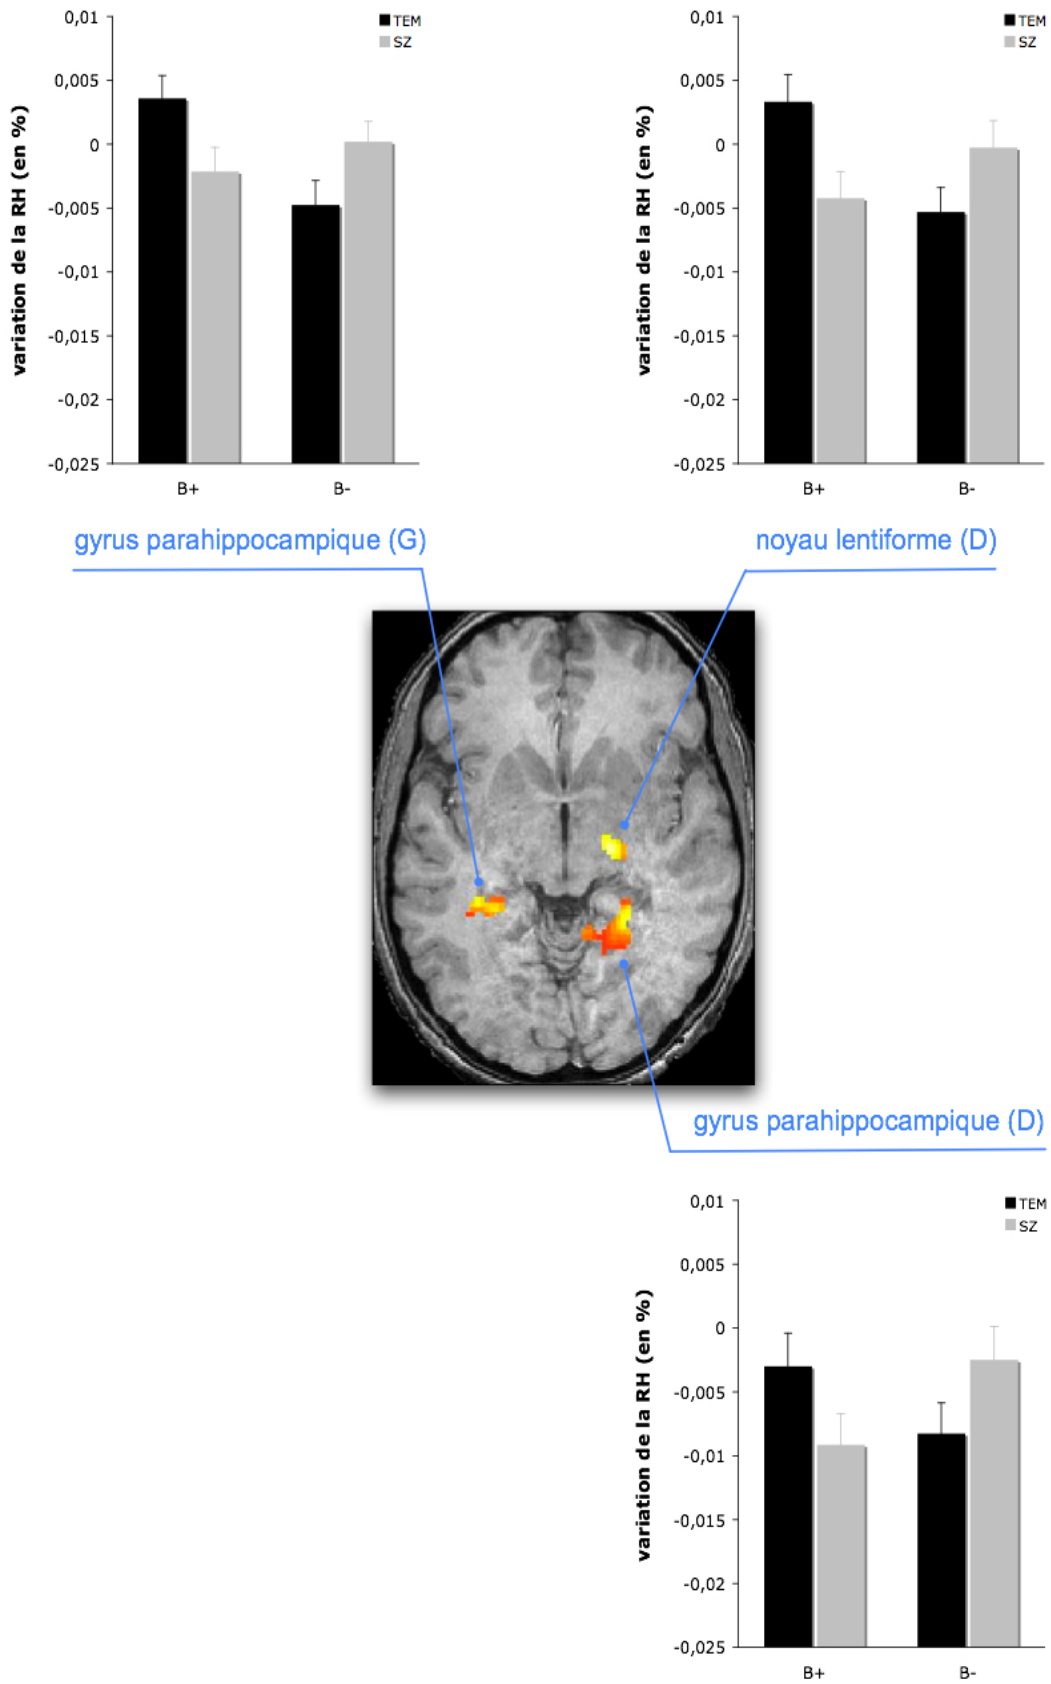 0,01
0,005
0
-0,005
-0,01
-0,015
-0,02
-0,025
variation de la RH (en %)
TEM
SZ
B+ B-
0,01
0,005
0
-0,005
-0,01
-0,015
-0,02
-0,025
variation de la RH (en %)
TEM
SZ
B+ B-
gyrus parahippocampique (G)
noyau lentiforme (D)
gyrus parahippocampique (D)
0,01
0,005
0
-0,005
-0,01
-0,015
-0,02
-0,025
variation de la RH (en %)
TEM
SZ
B+ B-